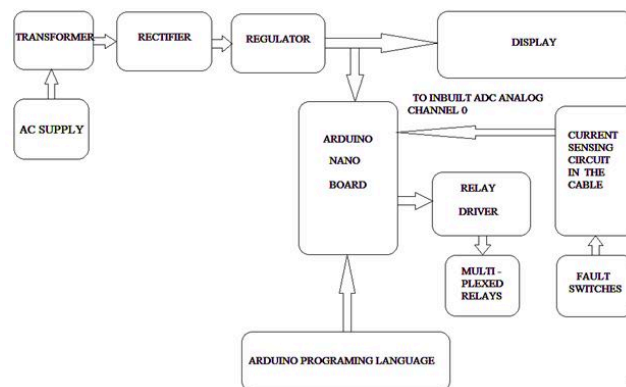 TRANSFORMER
RECTIFIER
REGULATOR
DISPLAY
AC SUPPLY
TO INBUILT ADC ANALOG
CHANNEL 0
ARDUINO
NANO
BOARD
CURRENT
SENSING
CIRCUIT
IN THE
CABLE
RELAY
DRIVER
MULTI -
PLEXED
RELAYS
FAULT
SWITCHES
ARDUINO PROGRAMING LANGUAGE